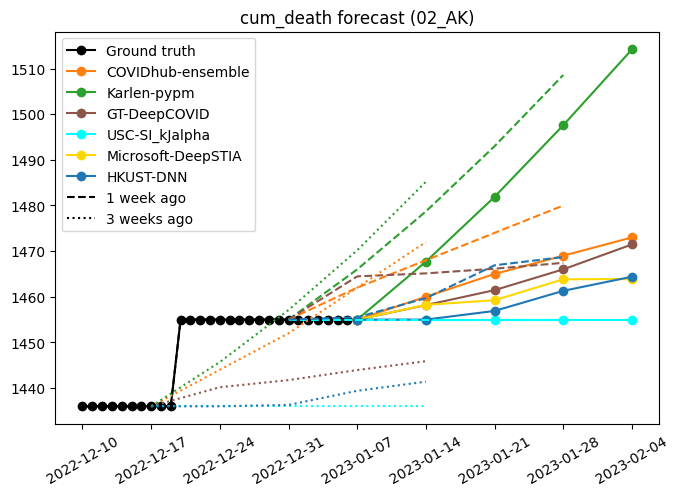 cum_death forecast (02_AK)
Ground truth
COVIDhub-ensemble
Karlen-pypm
GT-DeepCOVID
USC-SI_kJalpha
Microsoft-DeepSTIA
HKUST-DNN
1 week ago
3 weeks ago
1510
1500
1490
1480
1470
1460
1450
1440
2022-12-10
2022-12-17
2022-12-24
2022-12-31
2023-01-07
2023-01-14
2023-01-21
2023-01-28
2023-02-04